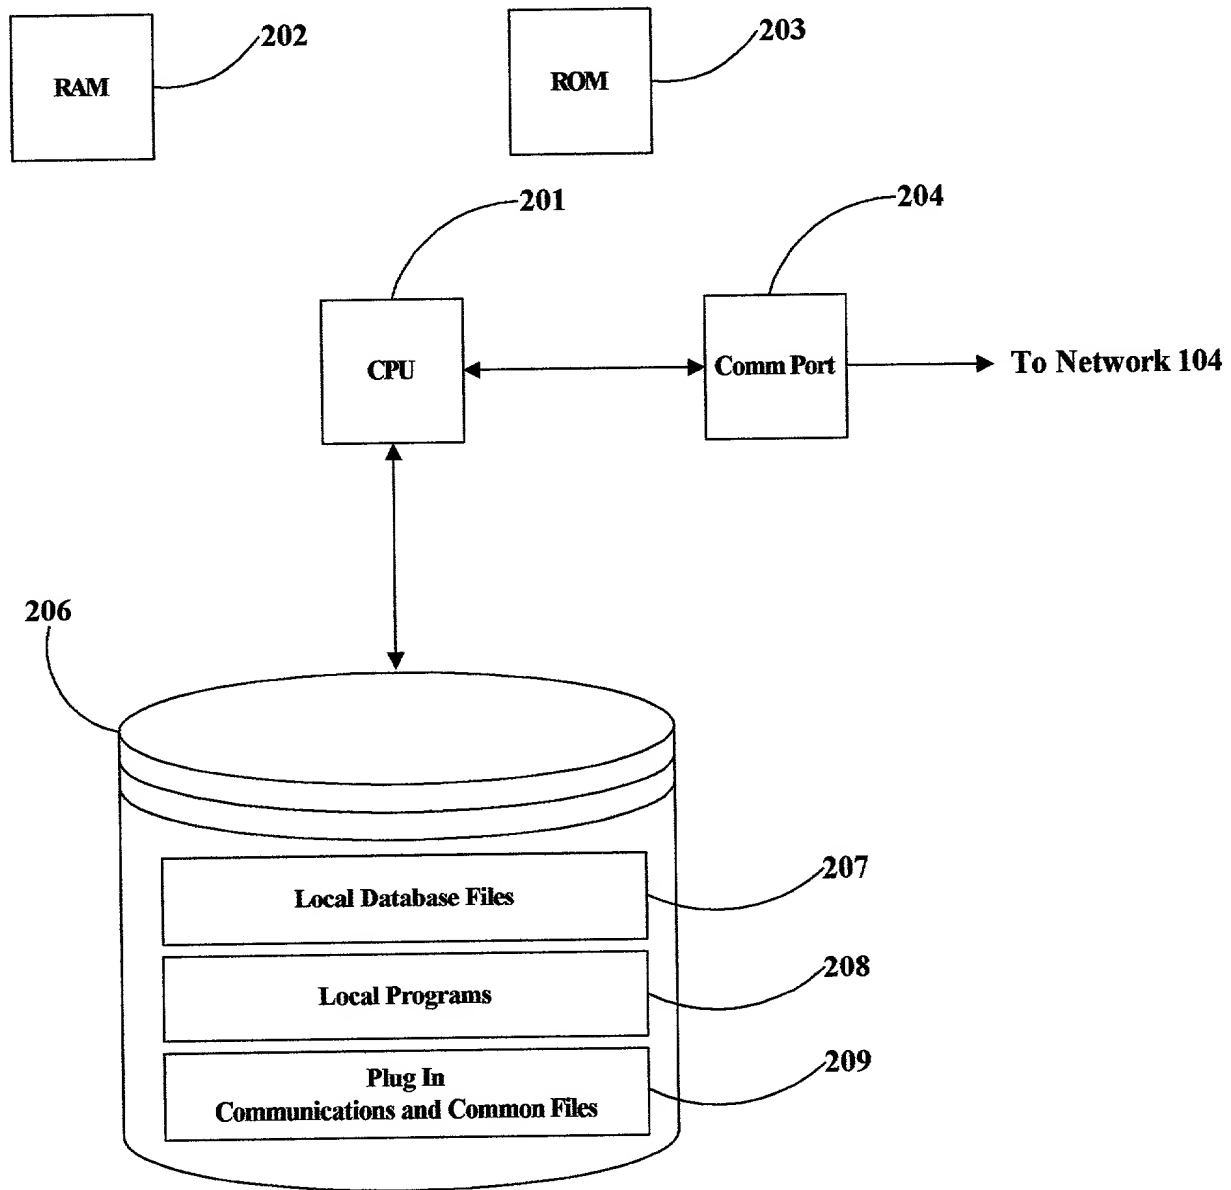 202
203
RAM
ROM
201
204
CPU
Comm Port
To Network 104
206
Local Database Files
207
Local Programs
208
Plug In
Communications and Common Files
209